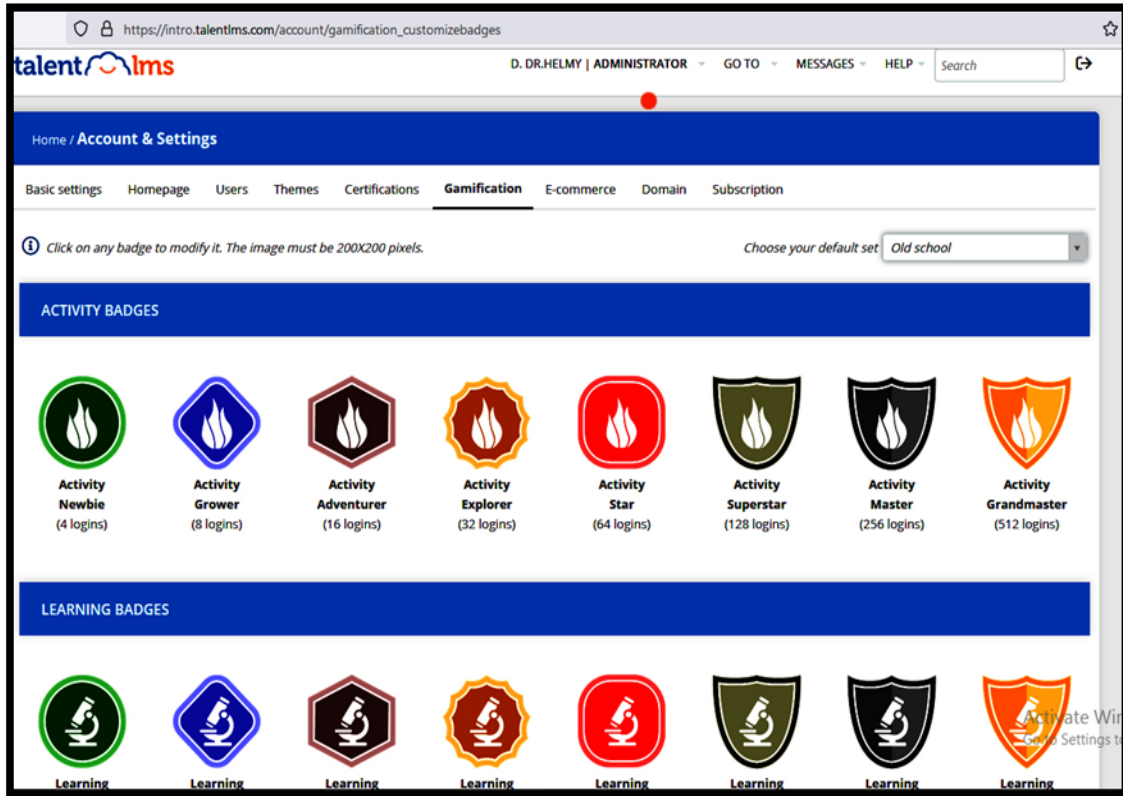 https://intro.talentlms.com/account/gamification_customizebadges
talentlms
D. DR.HELMY | ADMINISTRATOR GO TO MESSAGES HELP Search
Home / Account & Settings
Basic settings Homepage Users Themes Certifications Gamification E-commerce Domain Subscription
Click on any badge to modify it. The image must be 200X200 pixels. Choose your default set Old school
ACTIVITY BADGES
Activity Activity Activity Activity Activity Activity Activity Activity
Newbie Grower Adventurer Explorer Star Superstar Master Grandmaster
(4 logins) (8 logins) (16 logins) (32 logins) (64 logins) (128 logins) (256 logins) (512 logins)
LEARNING BADGES
Activate Win
Go to Settings to
Learning Learning Learning Learning Learning Learning Learning Learning